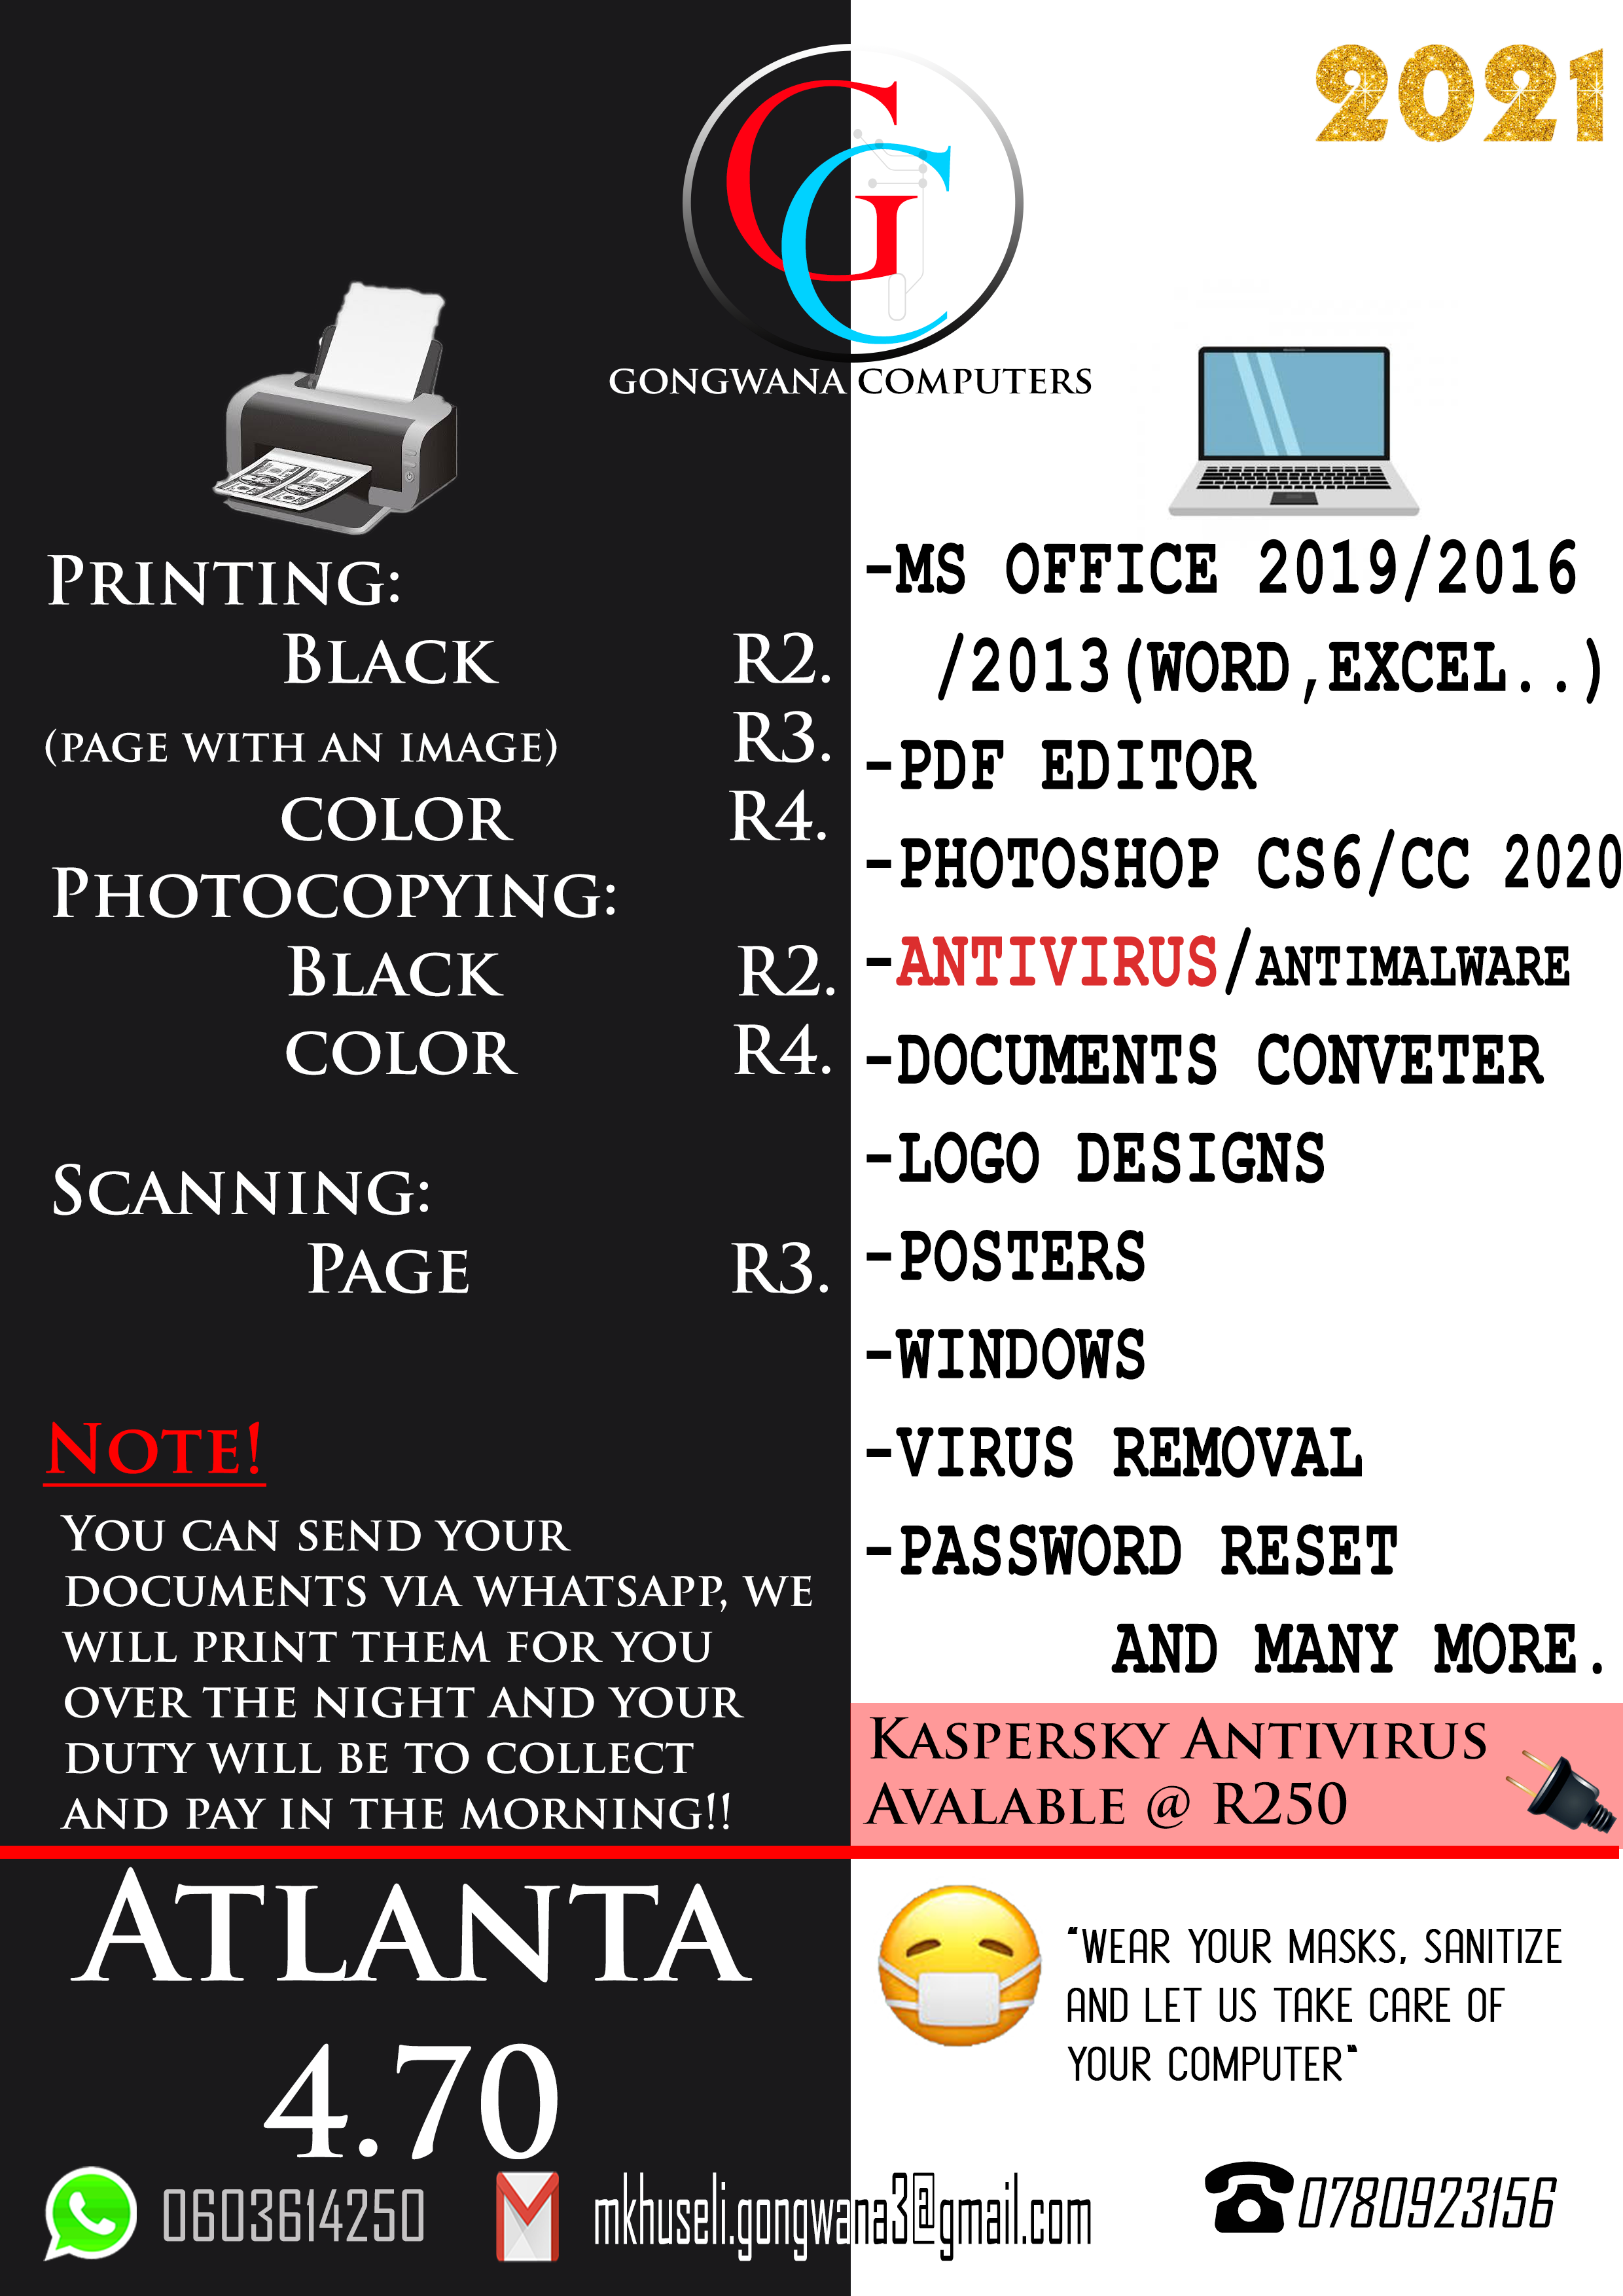 2021
GC
GONGWANA COMPUTERS
PRINTING:
BLACK R2.
(PAGE WITH AN IMAGE) R3.
COLOR R4.
PHOTOCOPYING:
BLACK R2.
COLOR R4.
SCANNING:
PAGE R3.
NOTE!
YOU CAN SEND YOUR
DOCUMENTS VIA WHATSAPP, WE
WILL PRINT THEM FOR YOU
OVER THE NIGHT AND YOUR
DUTY WILL BE TO COLLECT
AND PAY IN THE MORNING!!
-MS OFFICE 2019/2016
/2013(WORD,EXCEL..)
-PDF EDITOR
-PHOTOSHOP CS6/CC 2020
-ANTIVIRUS/ANTIMALWARE
-DOCUMENTS CONVETER
-LOGO DESIGNS
-POSTERS
-WINDOWS
-VIRUS REMOVAL
-PASSWORD RESET
AND MANY MORE.
KASPERSKY ANTIVIRUS
AVALABLE @ R250
ATLANTA
4.70
"WEAR YOUR MASKS, SANITIZE
AND LET US TAKE CARE OF
YOUR COMPUTER"
0603614250
mkhuseli.gongwana3@gmail.com
0780923156